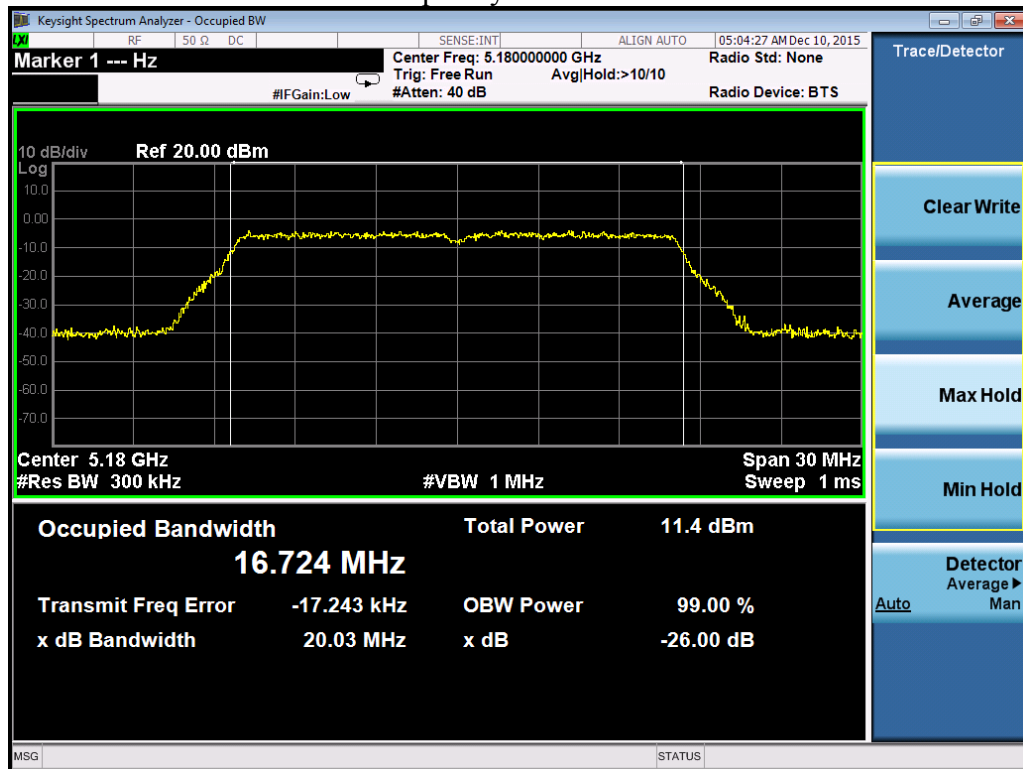 Keysight Spectrum Analyzer - Occupied BW
LXI RF 50 Ω DC SENSE:INT ALIGN AUTO 05:04:27 AM Dec 10, 2015
Marker 1 --- Hz
Center Freq: 5.180000000 GHz
Radio Std: None
Trig: Free Run Avg|Hold:>10/10
#IFGain:Low #Atten: 40 dB Radio Device: BTS
10 dB/div Ref 20.00 dBm
Log
10.0
0.00
-10.0
-20.0
-30.0
-40.0
-50.0
-60.0
-70.0
Center 5.18 GHz Span 30 MHz
#Res BW 300 kHz #VBW 1 MHz Sweep 1 ms
Occupied Bandwidth Total Power 11.4 dBm
16.724 MHz
Transmit Freq Error -17.243 kHz OBW Power 99.00 %
x dB Bandwidth 20.03 MHz x dB -26.00 dB
MSG STATUS
Trace/Detector
Clear Write
Average
Max Hold
Min Hold
Detector
Average▶
Auto Man